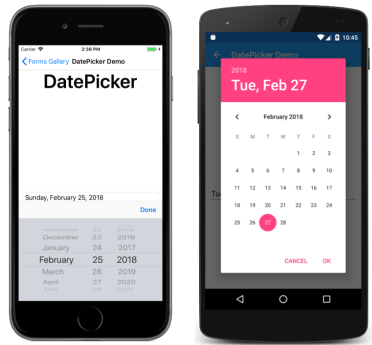 Carrier 2:36 PM
Forms Gallery DatePicker Demo
DatePicker
Sunday, February 25, 2018
Done
December 23 2016
January 24 2017
February 25 2018
March 26 2019
April 27 2020
10:45
DatePicker Demo
2018
Tue, Feb 27
February 2018
S M T W T F S
1 2 3
4 5 6 7 8 9 10
11 12 13 14 15 16 17
18 19 20 21 22 23 24
25 26 27 28
Tu
CANCEL OK